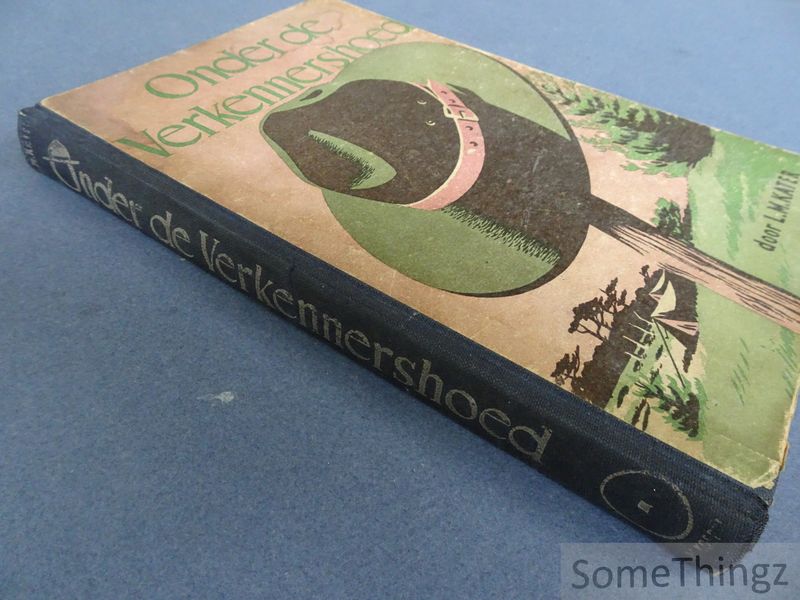 Onder de
Verkennershoed
door L.M. KATER
Onder de Verkennershoed
SomeThingz